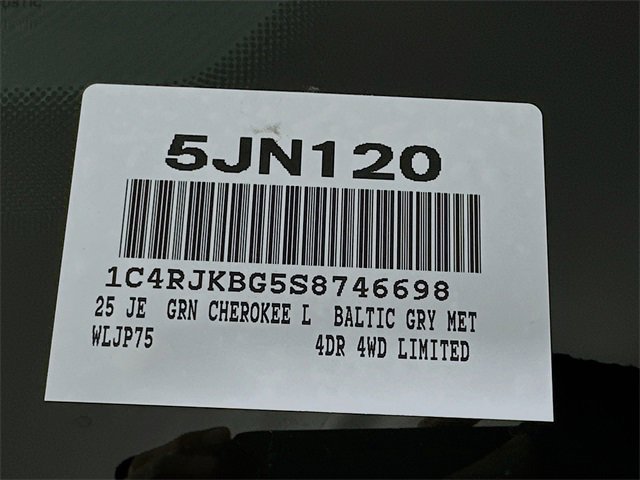 5JN120
1C4RJKBG5S8746698
25 JE GRN CHEROKEE L BALTIC GRY MET
WLJP75 4DR 4WD LIMITED